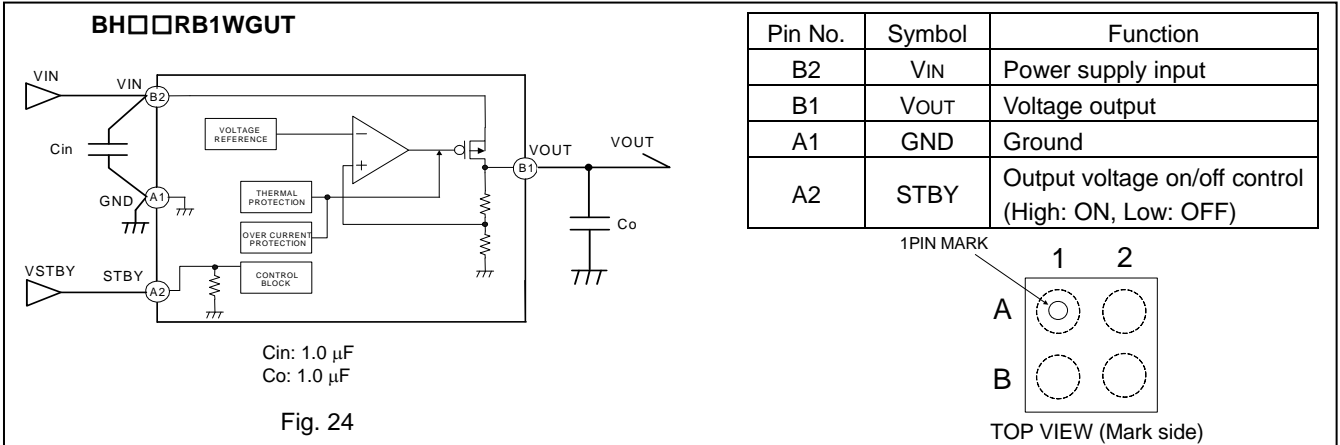 BH□□RB1WGUT
VIN
VIN
B2
Cin
GND
A1
VSTBY
STBY
A2
VOLTAGE
REFERENCE
THERMAL
PROTECTION
OVER CURRENT
PROTECTION
CONTROL
BLOCK
−
+
B1
VOUT
VOUT
Co
Cin: 1.0 µF
Co: 1.0 µF
Fig. 24
Pin No. Symbol Function
B2 VIN Power supply input
B1 VOUT Voltage output
A1 GND Ground
A2 STBY Output voltage on/off control
(High: ON, Low: OFF)
1PIN MARK
1 2
A
B
TOP VIEW (Mark side)